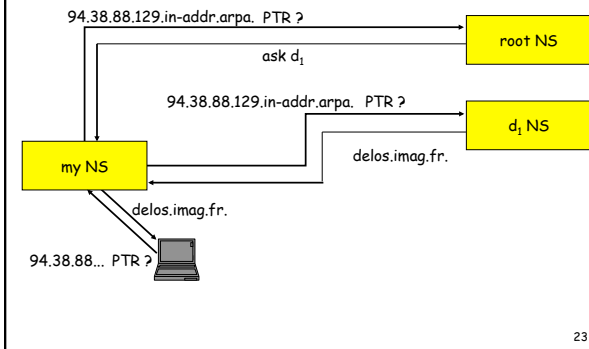 94.38.88.129.in-addr.arpa. PTR ?
root NS
ask d₁
94.38.88.129.in-addr.arpa. PTR ?
d₁ NS
delos.imag.fr.
my NS
delos.imag.fr.
94.38.88... PTR ?
23